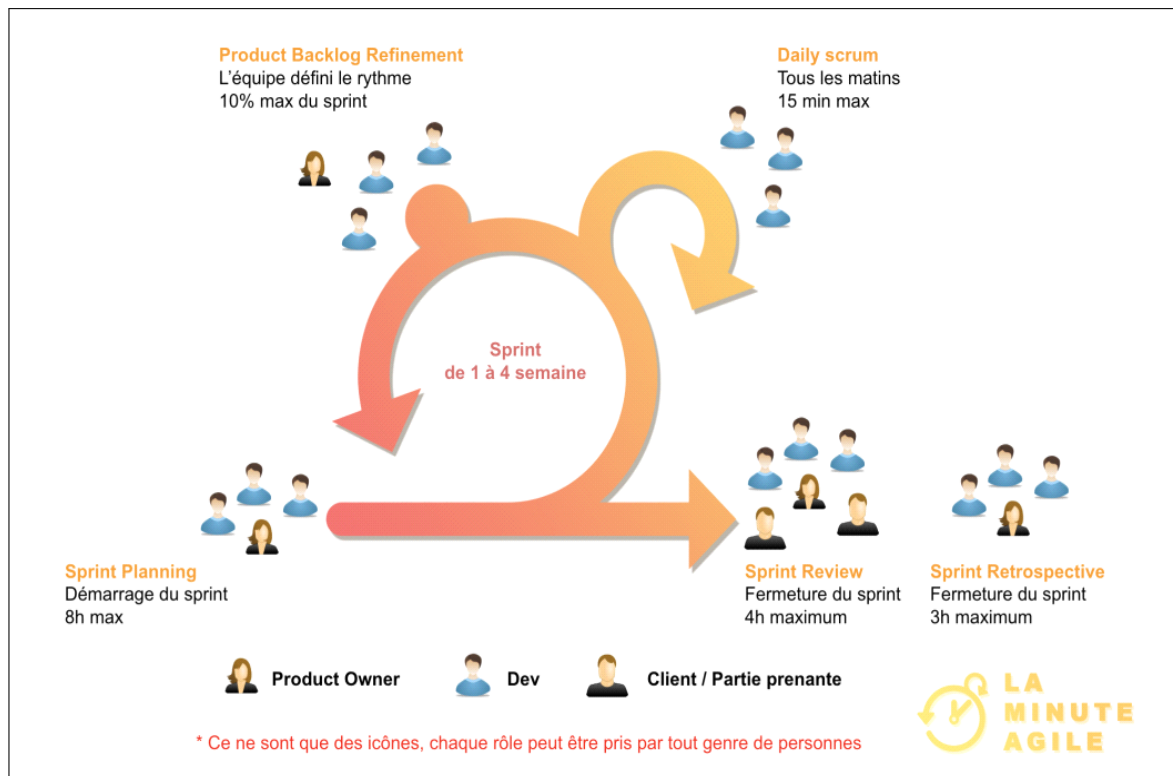 Product Backlog Refinement
L'équipe défini le rythme
10% max du sprint
Daily scrum
Tous les matins
15 min max
Sprint
de 1 à 4 semaine
Sprint Planning
Démarrage du sprint
8h max
Sprint Review
Fermeture du sprint
4h maximum
Sprint Retrospective
Fermeture du sprint
3h maximum
Product Owner
Dev
Client / Partie prenante
* Ce ne sont que des icônes, chaque rôle peut être pris par tout genre de personnes
LA
MINUTE
AGILE